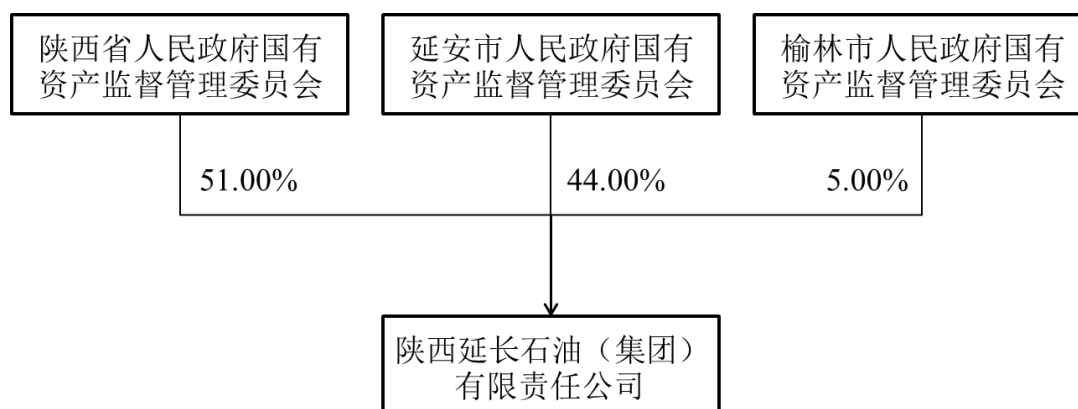 陕西省人民政府国有
资产监督管理委员会
延安市人民政府国有
资产监督管理委员会
榆林市人民政府国有
资产监督管理委员会
51.00%
44.00%
5.00%
陕西延长石油（集团）
有限责任公司